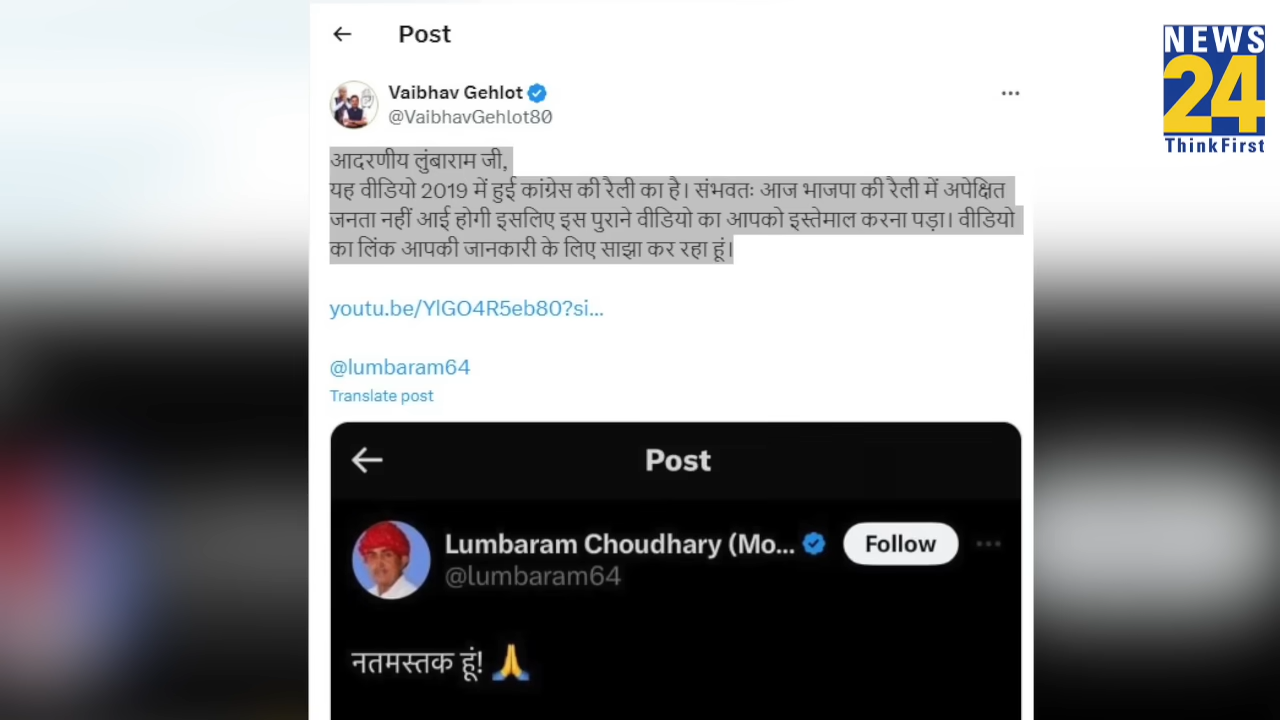 Post
NEWS
24
ThinkFirst
Vaibhav Gehlot
@VaibhavGehlot80
आदरणीय लुंबाराम जी,
यह वीडियो 2019 में हुई कांग्रेस की रैली का है। संभवतः आज भाजपा की रैली में अपेक्षित
जनता नहीं आई होगी इसलिए इस पुराने वीडियो का आपको इस्तेमाल करना पड़ा। वीडियो
का लिंक आपकी जानकारी के लिए साझा कर रहा हूं।
youtu.be/YlGO4R5eb80?si...
@lumbaram64
Translate post
Post
Lumbaram Choudhary (Mo...
Follow
@lumbaram64
नतमस्तक हूं! 🙏